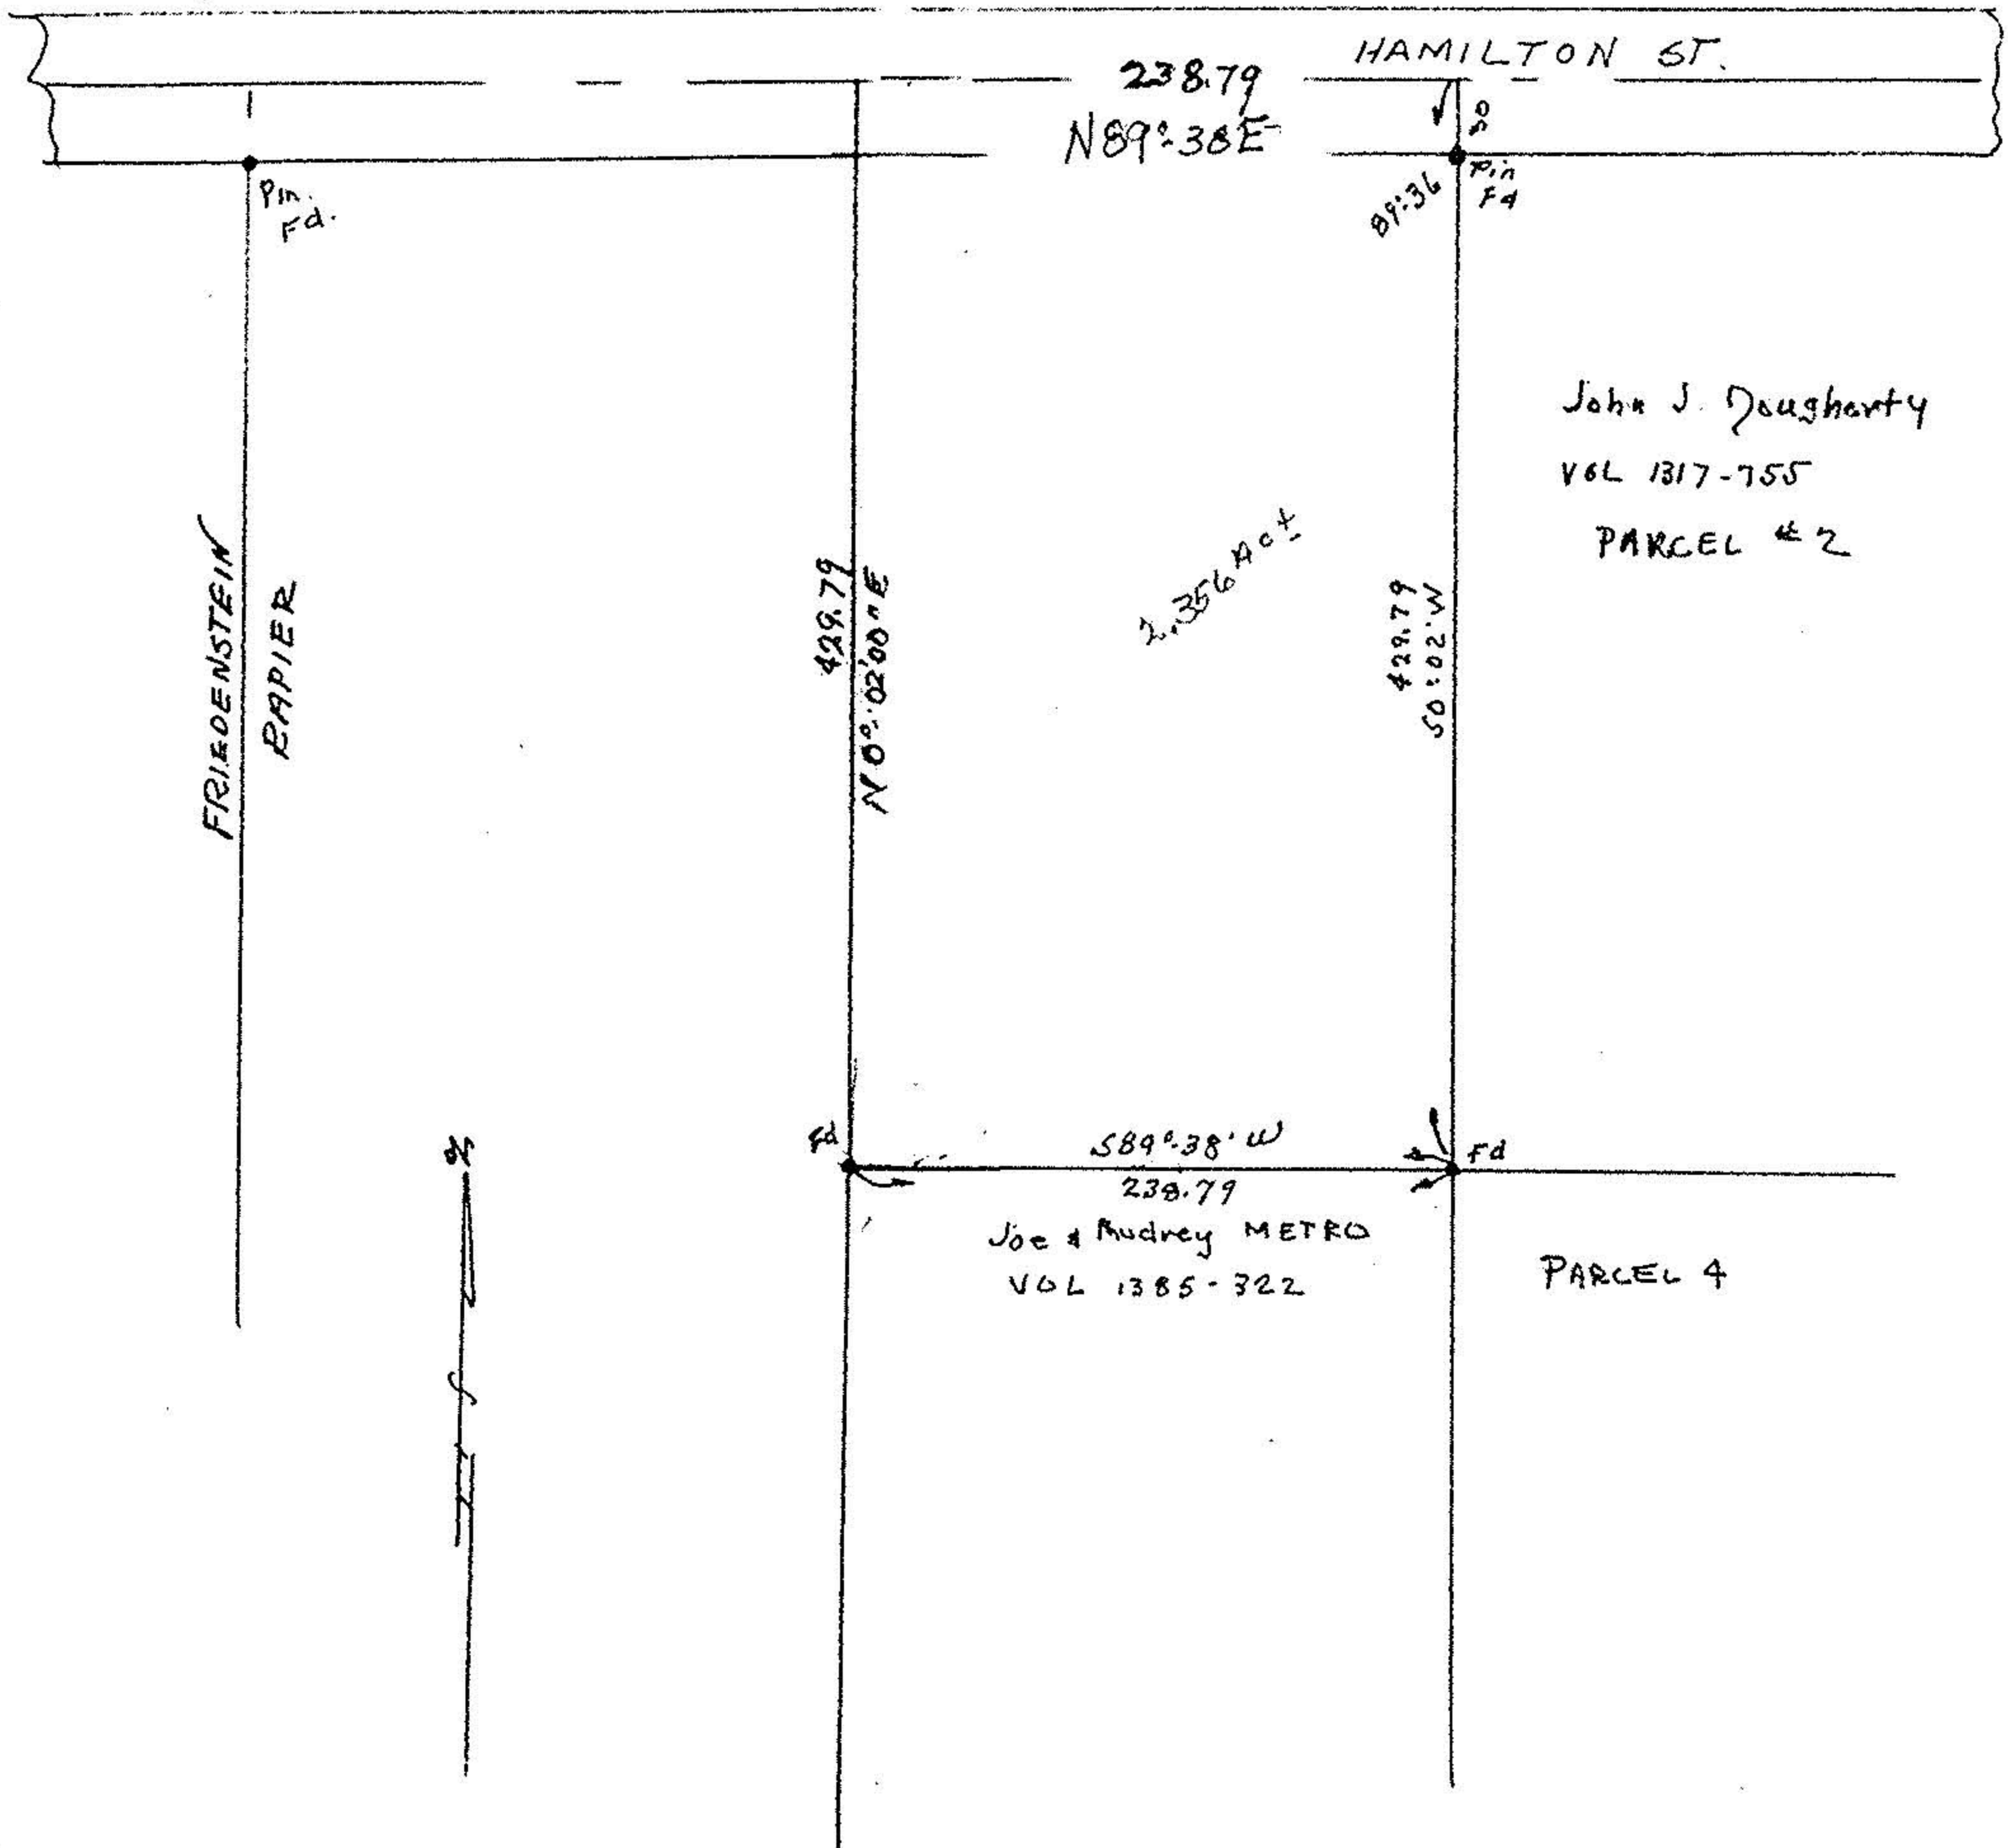 HAMILTON ST.
238.79
N89°-38E
Pin.
Fd.
Pin
Fd
89°-36
John J. Dougherty
VOL 1317-755
PARCEL # 2
FRIEDENSTEIN
RAPIER
429.79
N0°-02'00"E
2.356 Ac ±
429.79
S0°-02'W
Fd
S89°-38'W
Fd
238.79
Joe & Audrey METRO
VOL 1385-322
PARCEL 4